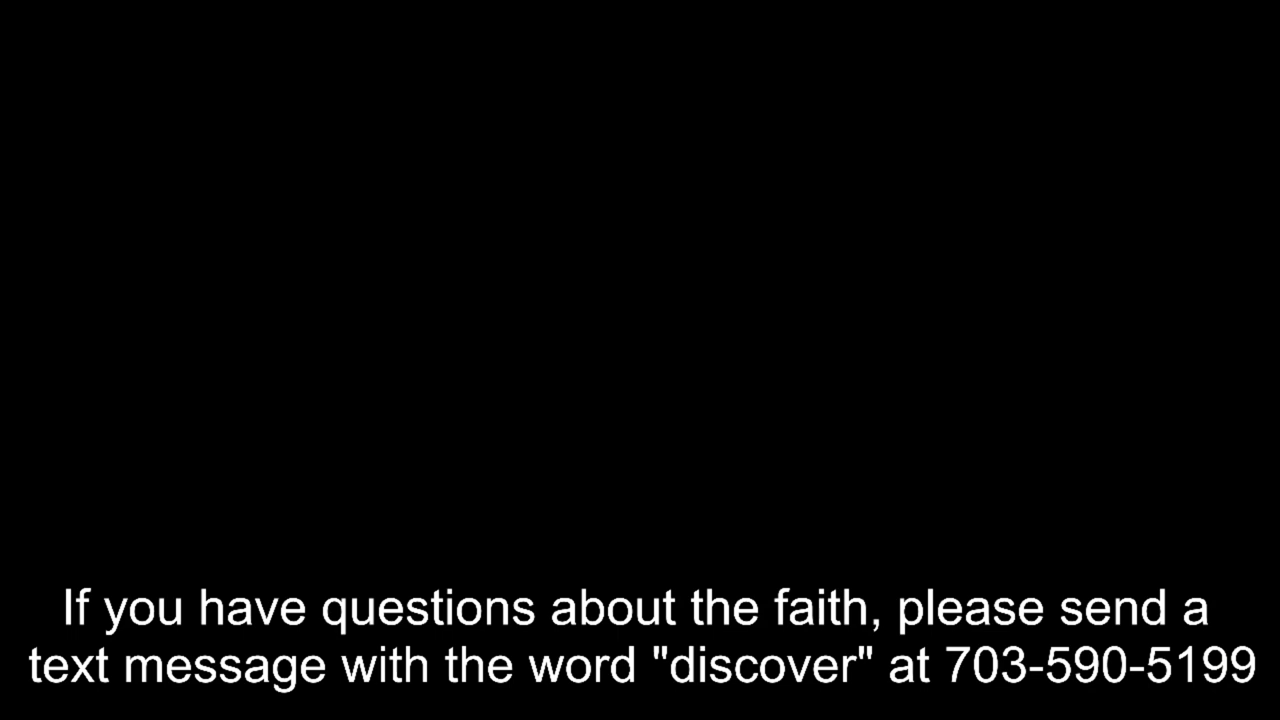 If you have questions about the faith, please send a
text message with the word "discover" at 703-590-5199